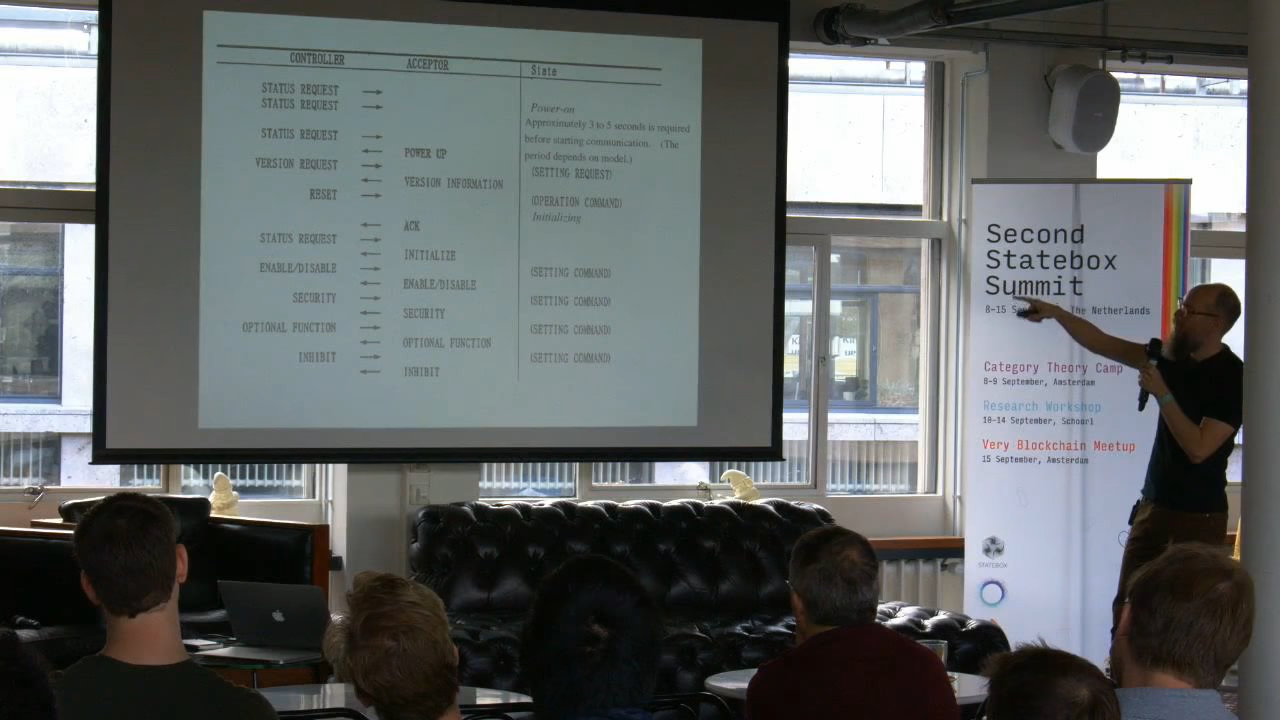 CONTROLLER ACCEPTOR State
STATUS REQUEST →
STATUS REQUEST → Power-on
Approximately 3 to 5 seconds is required
STATUS REQUEST → before starting communication. (The
← POWER UP period depends on model.)
VERSION REQUEST → (SETTING REQUEST)
← VERSION INFORMATION
RESET → (OPERATION COMMAND)
Initializing
← ACK
STATUS REQUEST →
← INITIALIZE
ENABLE/DISABLE → (SETTING COMMAND)
← ENABLE/DISABLE
SECURITY → (SETTING COMMAND)
← SECURITY
OPTIONAL FUNCTION → (SETTING COMMAND)
← OPTIONAL FUNCTION
INHIBIT → (SETTING COMMAND)
← INHIBIT
Second
Statebox
Summit
8-15 The Netherlands
Category Theory Camp
8-9 September, Amsterdam
Research Workshop
10-14 September, Schoorl
Very Blockchain Meetup
15 September, Amsterdam
STATEBOX